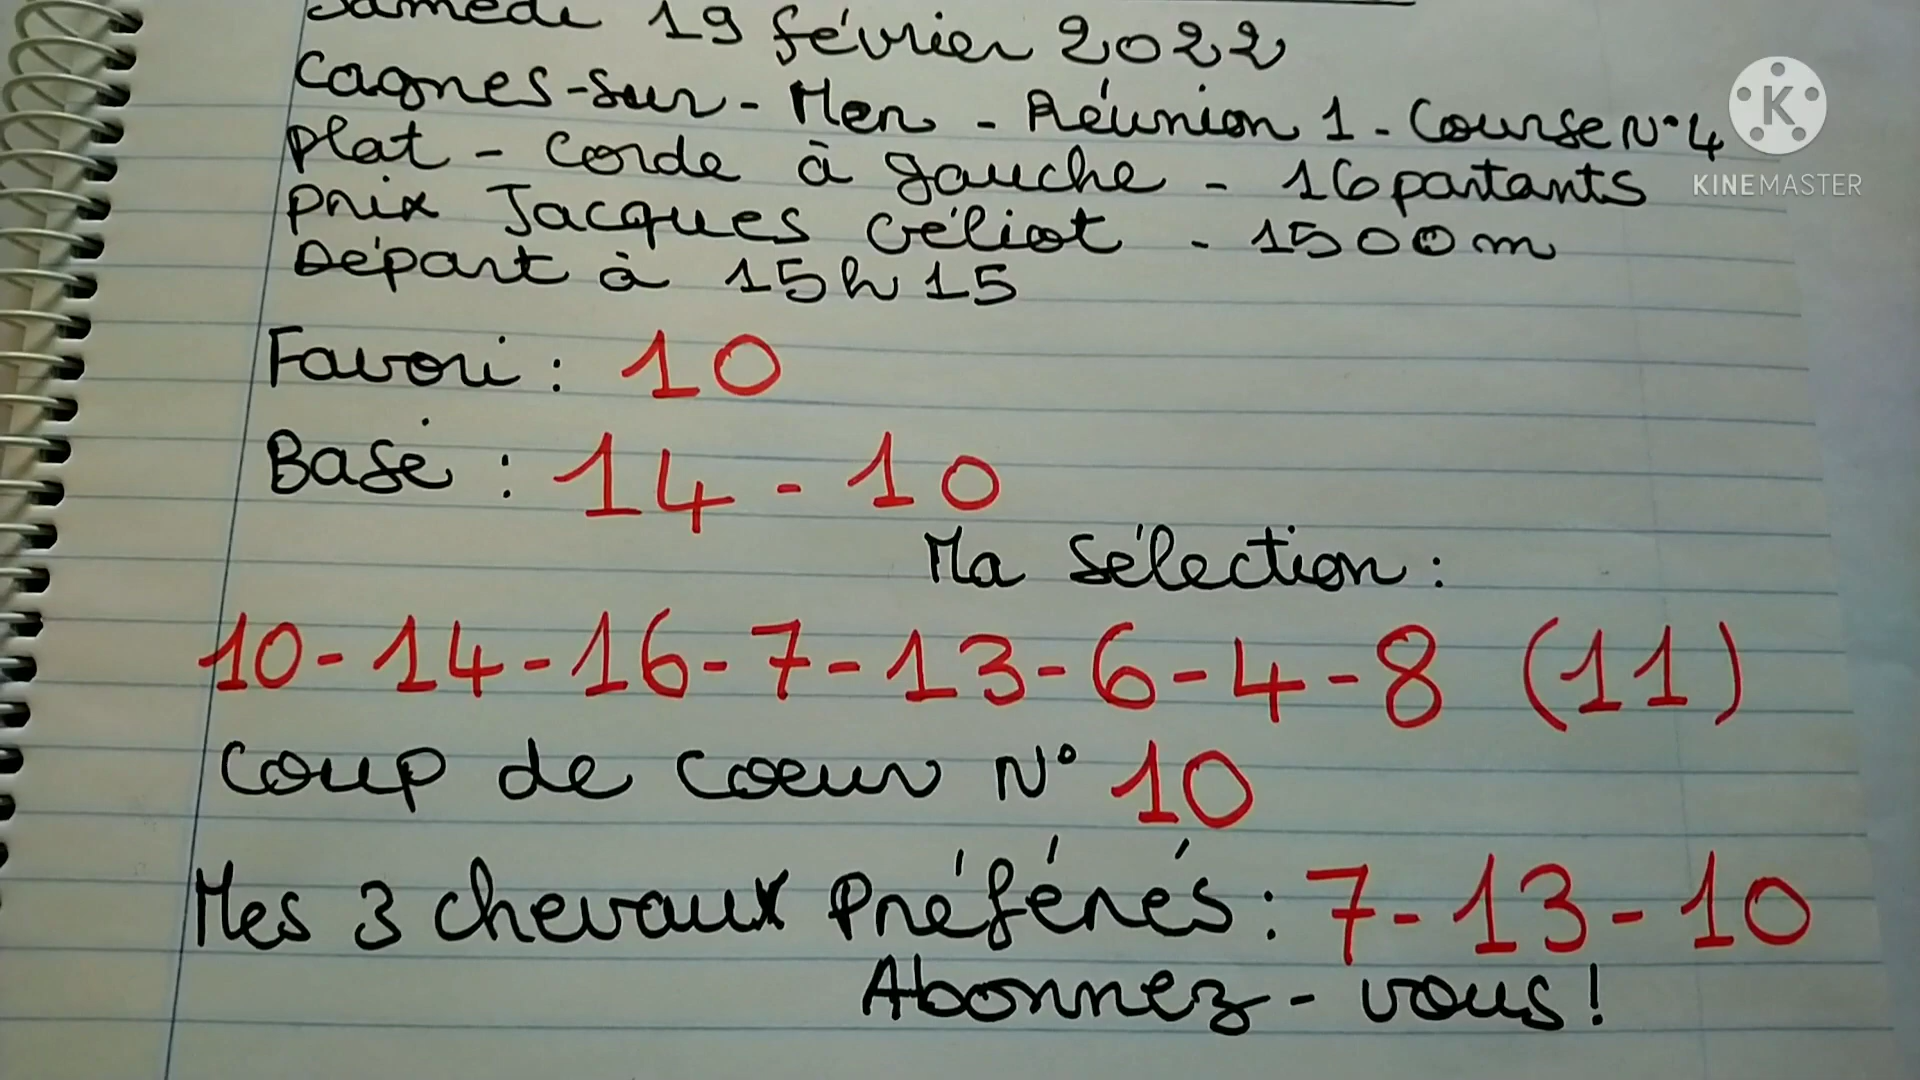 Samedi 19 février 2022
Cagnes-sur-Mer - Réunion 1 - Course N°4
Plat - Corde à gauche - 16 partants
Prix Jacques Géliot - 1500m
Départ à 15h15
Favori : 10
Base : 14 - 10
Ma Sélection :
10 - 14 - 16 - 7 - 13 - 6 - 4 - 8 (11)
Coup de coeur N° 10
Mes 3 chevaux Préférés : 7 - 13 - 10
Abonnez-vous !
K
KINEMASTER